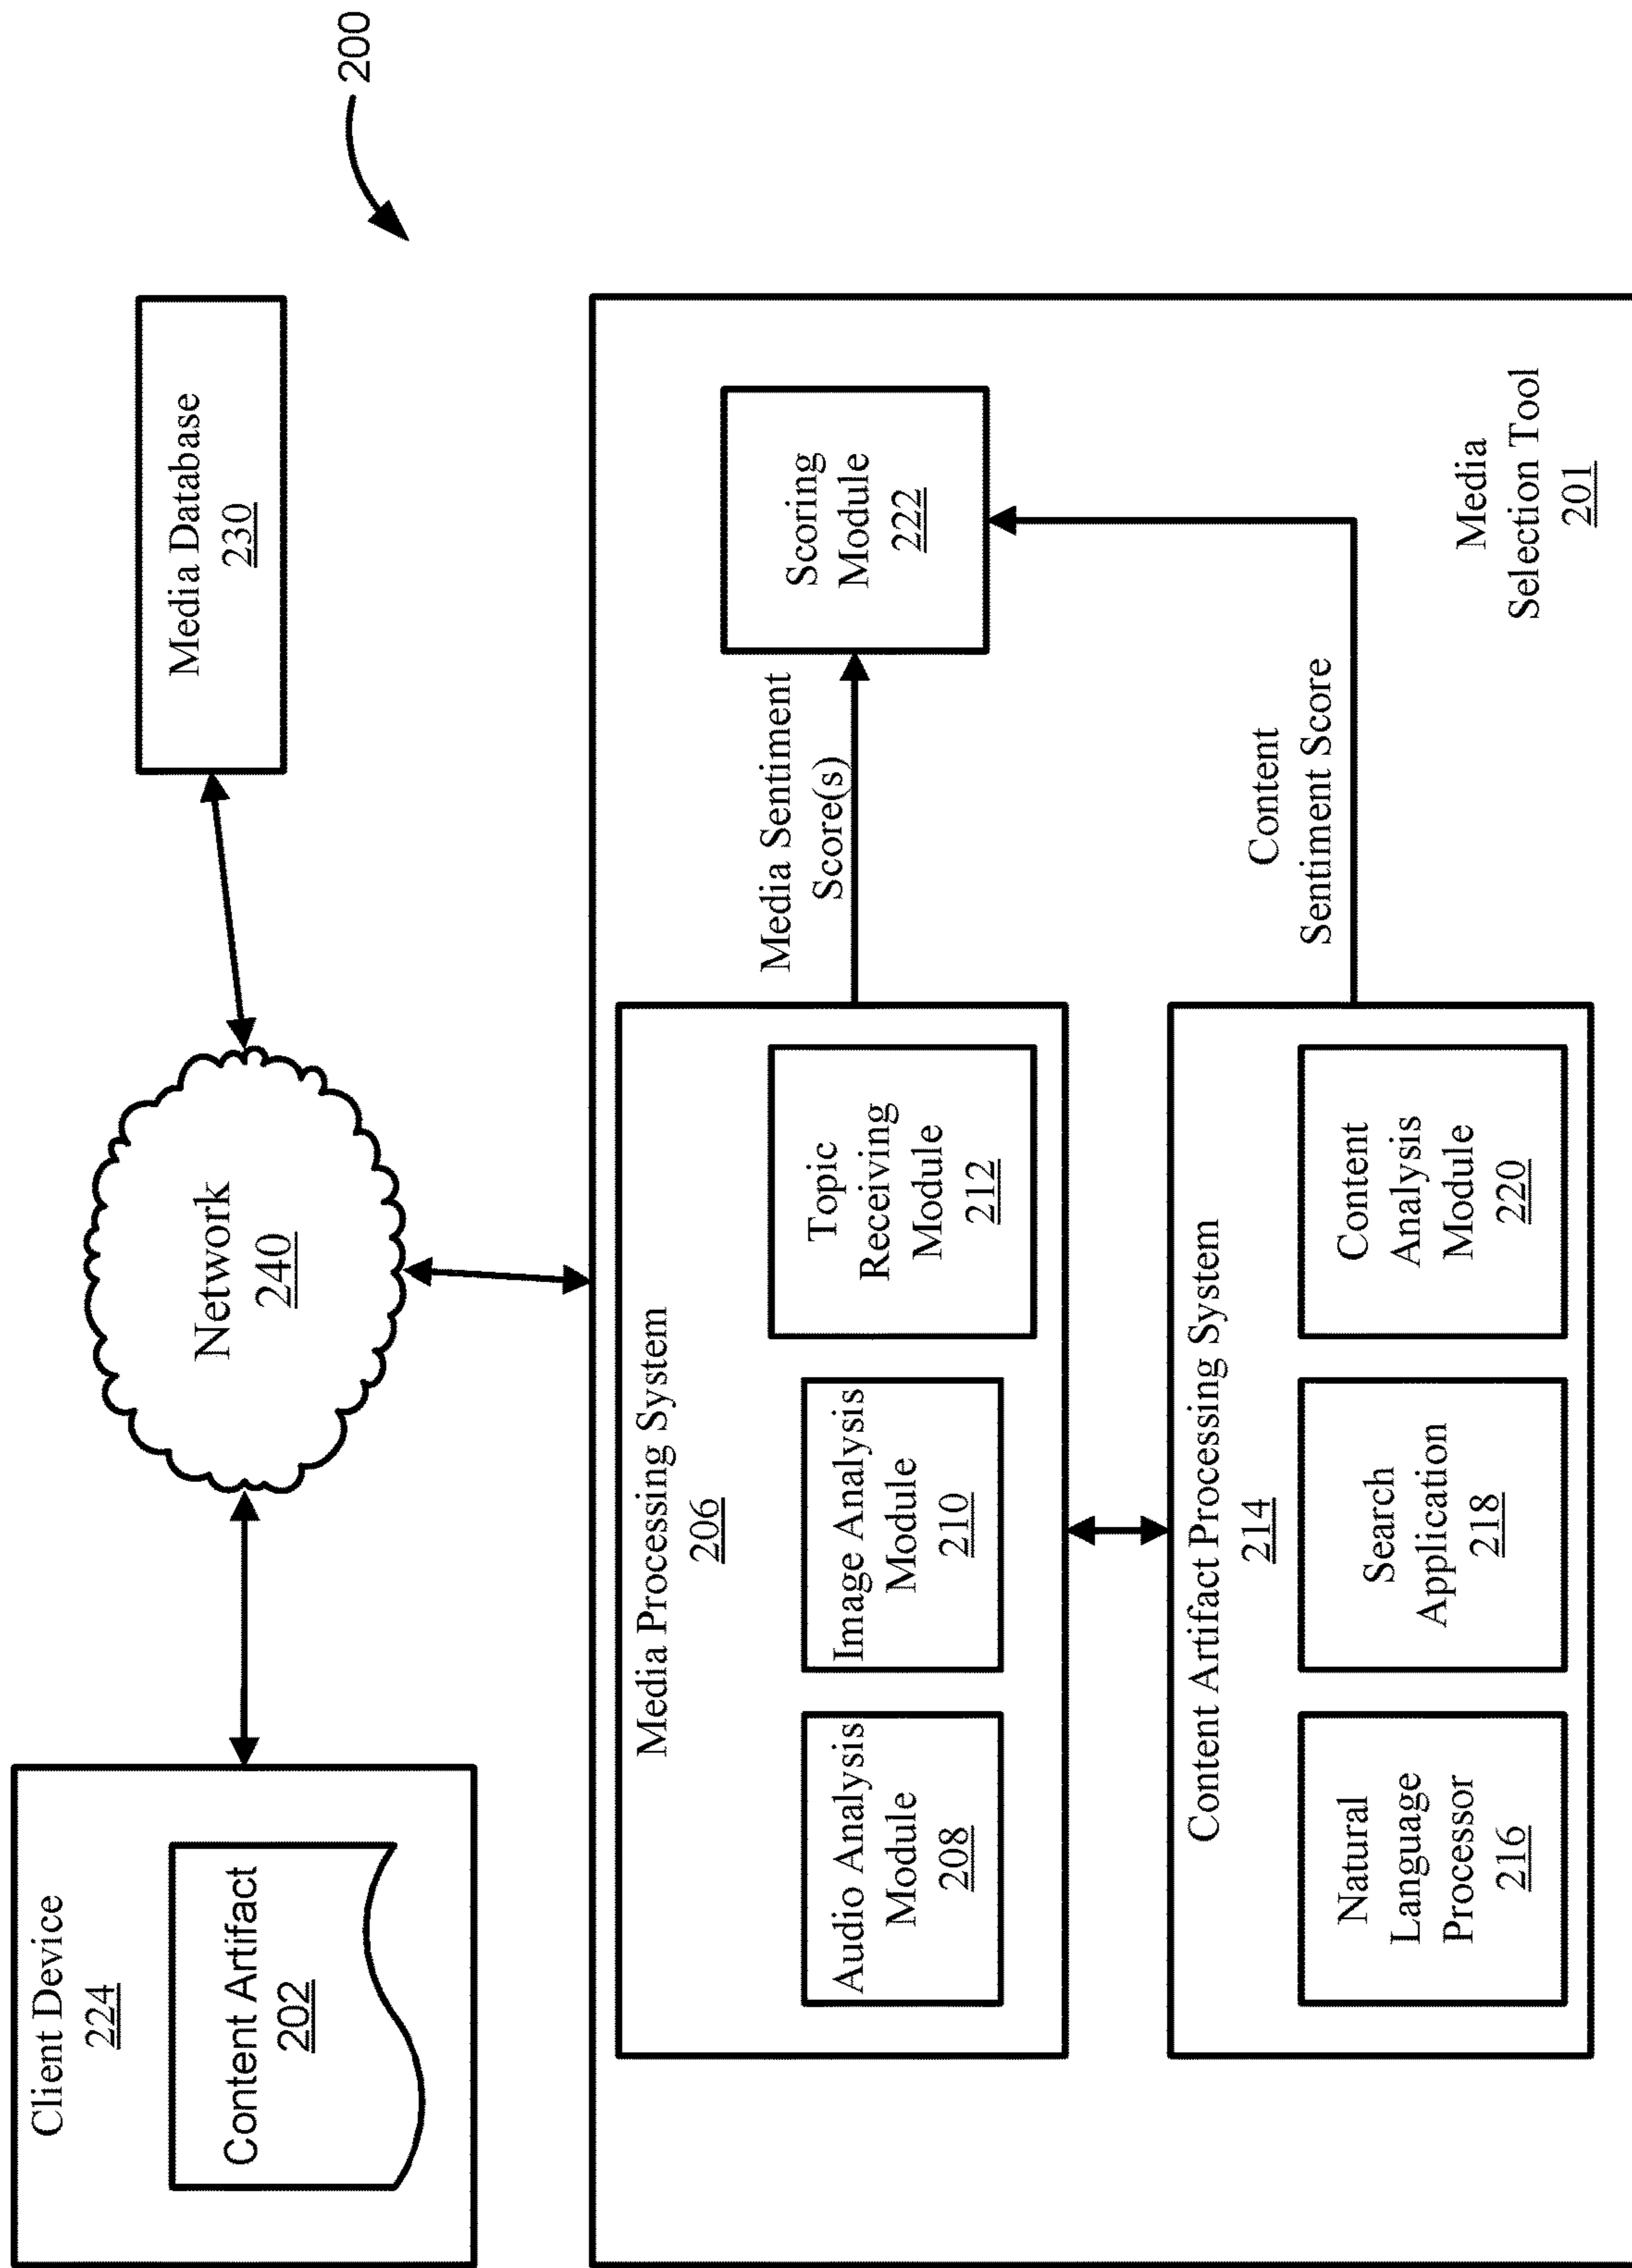 200
Client Device
224
Content Artifact
202
Network
240
Media Database
230
Media Processing System
206
Audio Analysis
Module
208
Image Analysis
Module
210
Topic
Receiving
Module
212
Media Sentiment
Score(s)
Scoring
Module
222
Content Artifact Processing System
214
Natural
Language
Processor
216
Search
Application
218
Content
Analysis
Module
220
Content
Sentiment Score
Media
Selection Tool
201